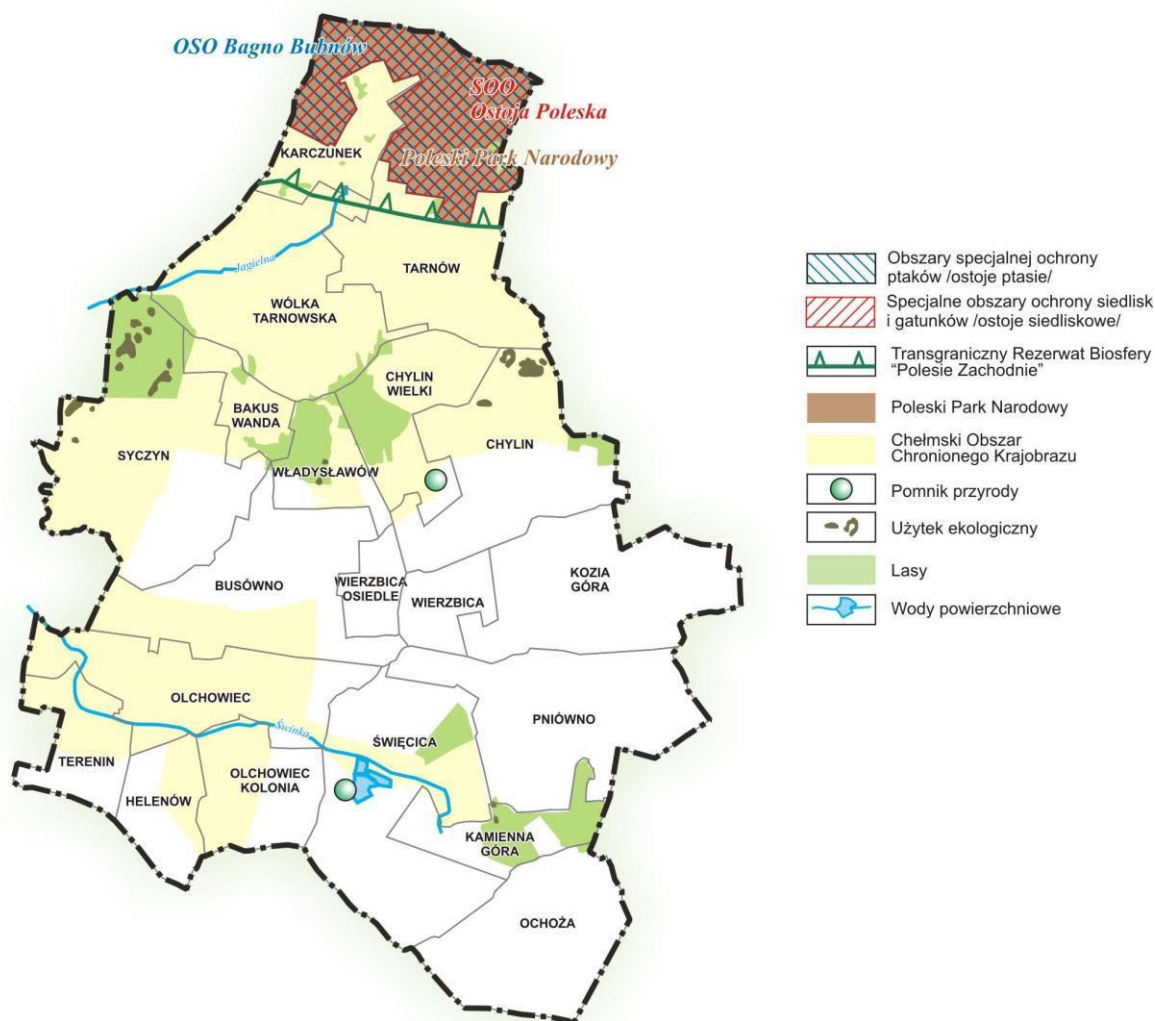 OSO Bagno Bubnów
SOO
Ostoja Poleska
Poleski Park Narodowy
KARCZUNEK
Jagielna
TARNÓW
WÓLKA
TARNOWSKA
CHYLIN
WIELKI
BAKUS
WANDA
CHYLIN
SYCZYN
WŁADYSŁAWÓW
BUSÓWNO
WIERZBICA
OSIEDLE
WIERZBICA
KOZIA
GÓRA
OLCHOWIEC
PNIÓWNO
Świnka
ŚWIĘCICA
TERENIN
OLCHOWIEC
KOLONIA
HELENÓW
KAMIENNA
GÓRA
OCHOŻA
Obszary specjalnej ochrony
ptaków /ostoje ptasie/
Specjalne obszary ochrony siedlisk
i gatunków /ostoje siedliskowe/
Transgraniczny Rezerwat Biosfery
"Polesie Zachodnie"
Poleski Park Narodowy
Chełmski Obszar
Chronionego Krajobrazu
Pomnik przyrody
Użytek ekologiczny
Lasy
Wody powierzchniowe